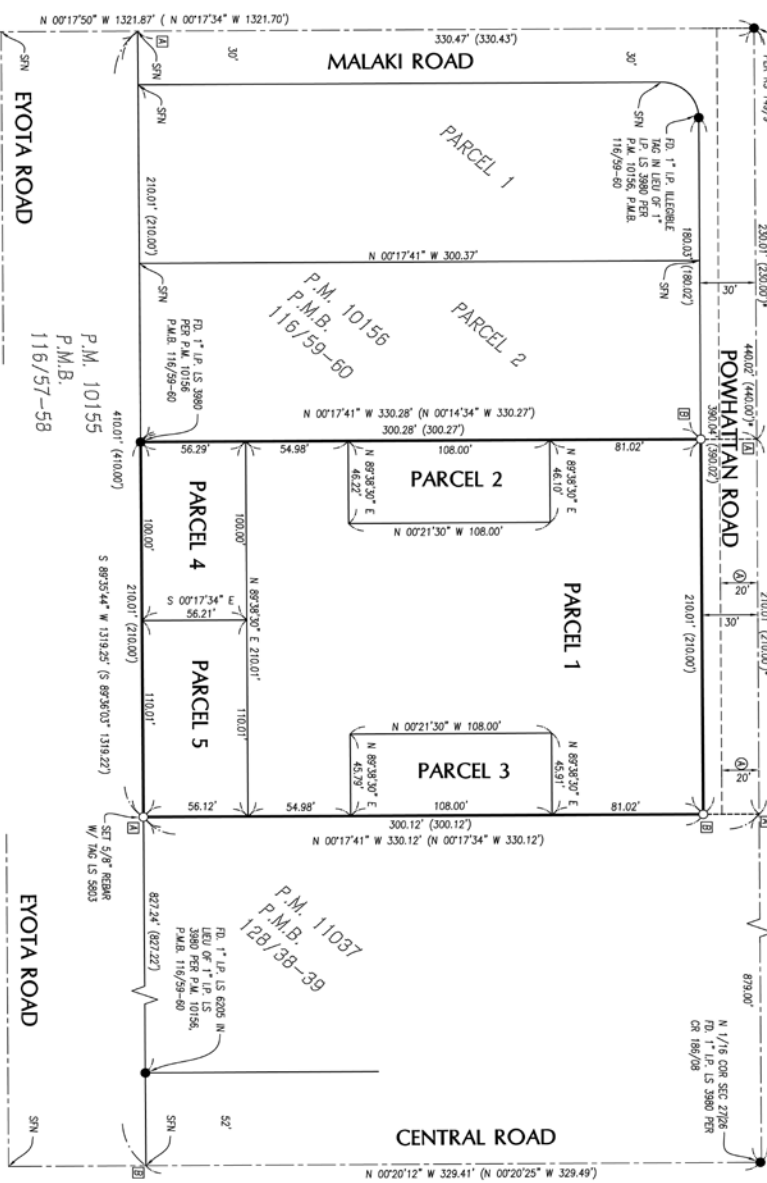 N 00°17'50" W 1321.87' ( N 00°17'34" W 1321.70')
330.47' (330.43')
30'
30'
MALAKI ROAD
SFN
A
SFN
SFN
SFN
EYOTA ROAD
PARCEL 1
FD. 1" I.P. ILLEGIBLE
TAG IN LIEU OF 1"
I.P. LS 3980 PER
P.M. 10156, P.M.B.
116/59-60
230.01' (230.00')*
210.01' (210.00')
180.03' (180.02')
30'
N 00°17'41" W 300.37'
SFN
SFN
P.M. 10156
P.M.B.
116/59-60
PARCEL 2
FD. 1" I.P. LS 3980
PER P.M. 10156
P.M.B. 116/59-60
P.M. 10155
P.M.B.
116/57-58
440.02' (440.00')*
POWHATTAN ROAD
390.04' (390.02')
B
A
N 00°17'41" W 330.28' (N 00°14'34" W 330.27')
300.28' (300.27')
410.01' (410.00')
56.29'
54.98'
108.00'
81.02'
PARCEL 2
N 89°38'30" E
46.22'
N 89°38'30" E
46.10'
N 00°21'30" W 108.00'
PARCEL 4
100.00'
100.00'
S 00°17'34" E
56.21'
N 89°38'30" E 210.01'
PARCEL 1
A
20'
30'
210.01' (210.00')*
210.01' (210.00')
210.01' (210.00')
S 89°35'44" W 1319.25' (S 89°36'03" 1319.22')
PARCEL 5
110.01'
110.01'
N 00°21'30" W 108.00'
PARCEL 3
N 89°38'30" E
45.79'
N 89°38'30" E
45.91'
A
20'
56.12'
54.98'
108.00'
81.02'
300.12' (300.12')
N 00°17'41" W 330.12' (N 00°17'34" W 330.12')
A
B
SET 5/8" REBAR
W/ TAG LS 5803
P.M. 11037
P.M.B.
128/38-39
827.24' (827.22')
879.00'
EYOTA ROAD
FD. 1" I.P. LS 6205 IN
LIEU OF 1" I.P. LS
3980 PER P.M. 10156,
P.M.B. 116/59-60
N 1/16 COR SEC 27/26
FD. 1" I.P. LS 3980 PER
CR 186/08
52'
CENTRAL ROAD
SFN
SFN
B
N 00°20'12" W 329.41' (N 00°20'25" W 329.49')